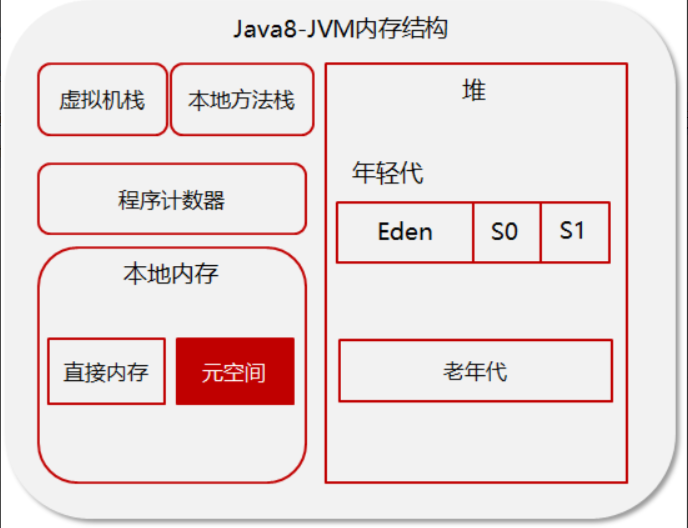 Java8-JVM内存结构
虚拟机栈
本地方法栈
堆
年轻代
程序计数器
Eden
S0
S1
本地内存
直接内存
元空间
老年代